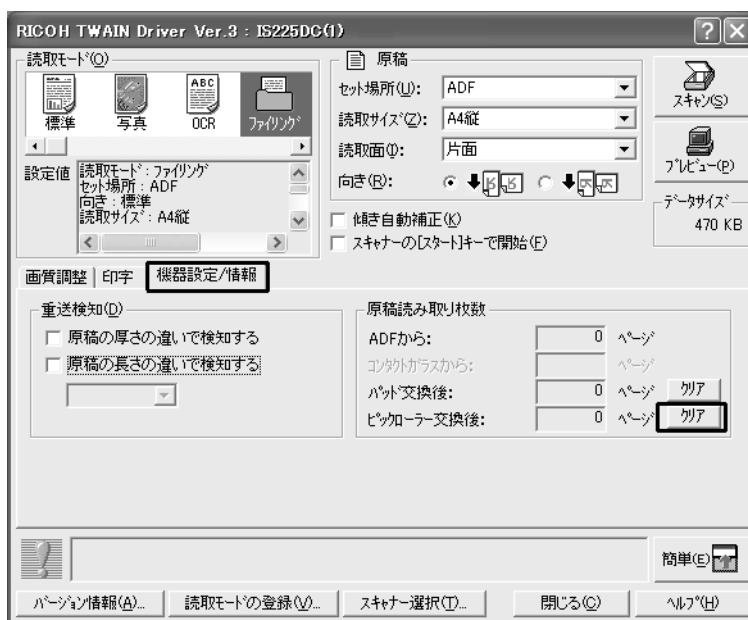 RICOH TWAIN Driver Ver.3 : IS225DC(1)
読取モード(O)
標準
写真
ABC
OCR
ファイリング
設定値
読取モード : ファイリング
セット場所 : ADF
向き : 標準
読取サイズ : A4縦
原稿
セット場所(U): ADF
読取サイズ(Z): A4縦
読取面(I): 片面
向き(R):
傾き自動補正(K)
スキャナーの[スタート]キーで開始(F)
スキャン(S)
プレビュー(P)
データサイズ
470 KB
画質調整 印字 機器設定/情報
重送検知(D)
原稿の厚さの違いで検知する
原稿の長さの違いで検知する
原稿読み取り枚数
ADFから: 0 ページ
コンタクトガラスから: ページ
パッド交換後: 0 ページ クリア
ピックローラー交換後: 0 ページ クリア
簡単(E)
バージョン情報(A)... 読取モードの登録(V)... スキャナー選択(T)... 閉じる(C) ヘルプ(H)